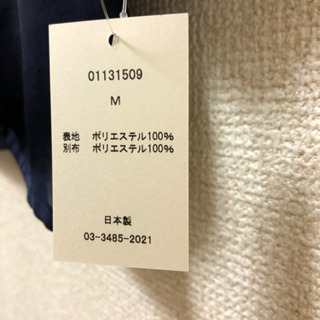 01131509
M
表地 ポリエステル100%
別布 ポリエステル100%
日本製
03-3485-2021